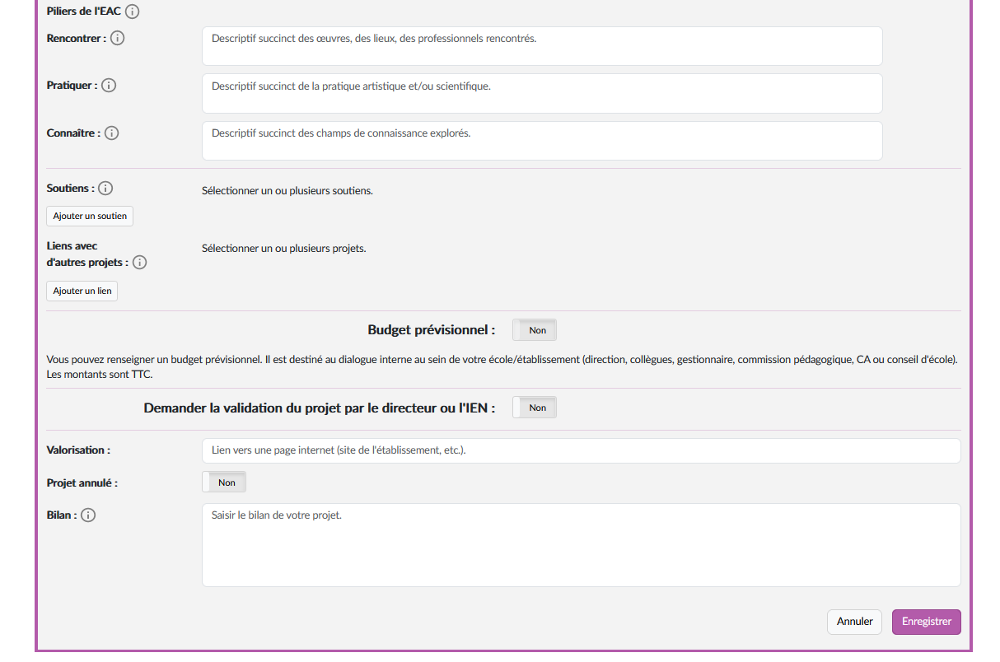 Piliers de l'EAC
Rencontrer :
Descriptif succinct des œuvres, des lieux, des professionnels rencontrés.
Pratiquer :
Descriptif succinct de la pratique artistique et/ou scientifique.
Connaître :
Descriptif succinct des champs de connaissance explorés.
Soutiens :
Sélectionner un ou plusieurs soutiens.
Ajouter un soutien
Liens avec
d'autres projets :
Sélectionner un ou plusieurs projets.
Ajouter un lien
Budget prévisionnel : Non
Vous pouvez renseigner un budget prévisionnel. Il est destiné au dialogue interne au sein de votre école/établissement (direction, collègues, gestionnaire, commission pédagogique, CA ou conseil d'école).
Les montants sont TTC.
Demander la validation du projet par le directeur ou l'IEN : Non
Valorisation :
Lien vers une page internet (site de l'établissement, etc.).
Projet annulé : Non
Bilan :
Saisir le bilan de votre projet.
Annuler Enregistrer